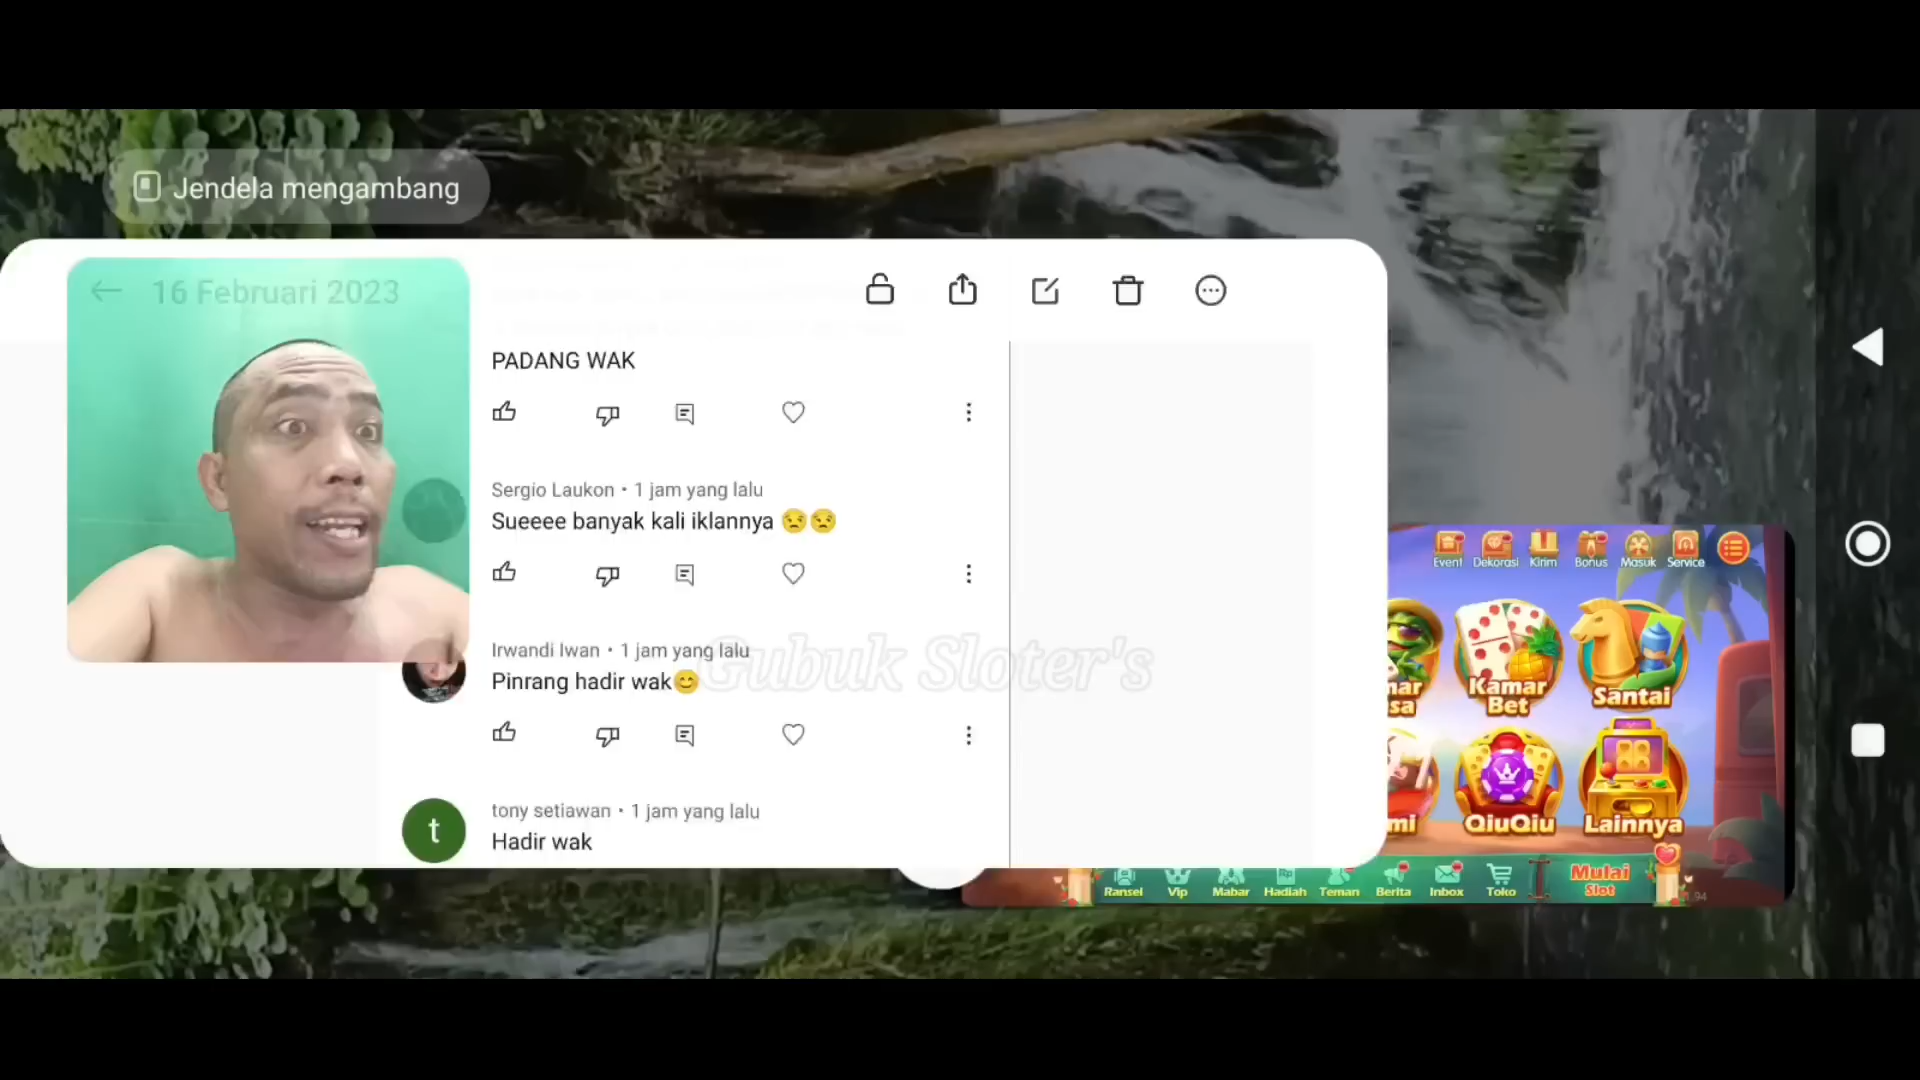 Jendela mengambang
16 Februari 2023
PADANG WAK
Sergio Laukon • 1 jam yang lalu
Sueeee banyak kali iklannya 😒😒
Irwandi Iwan • 1 jam yang lalu
Pinrang hadir wak😊
Gubuk Sloter's
t
tony setiawan • 1 jam yang lalu
Hadir wak
Event Dekorasi Kirim Bonus Masuk Service
Kamar Bet
Santai
QiuQiu
Lainnya
Ransel Vip Mabar Hadiah Teman Berita Inbox Toko
Mulai
Slot